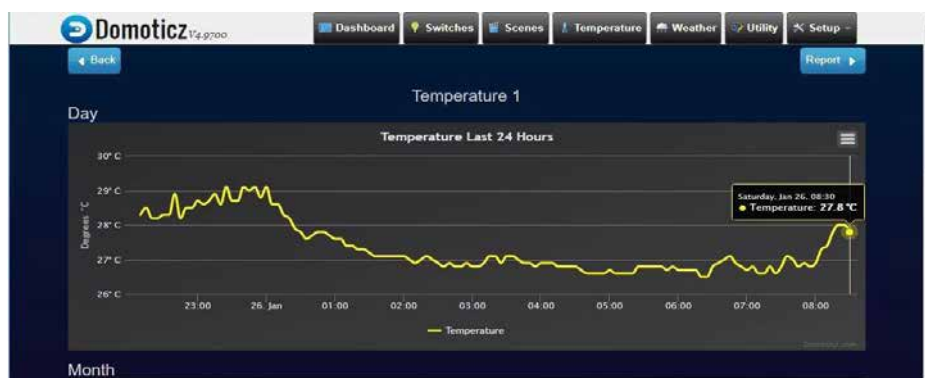 Domoticz V4.9700
Dashboard Switches Scenes Temperature Weather Utility Setup
Back Report
Temperature 1
Day
Temperature Last 24 Hours
30° C
29° C
28° C
27° C
26° C
Degrees °C
Saturday, Jan 26, 08:30
Temperature: 27.8 °C
23:00 26. Jan 01:00 02:00 03:00 04:00 05:00 06:00 07:00 08:00
Temperature
Domoticz.com
Month